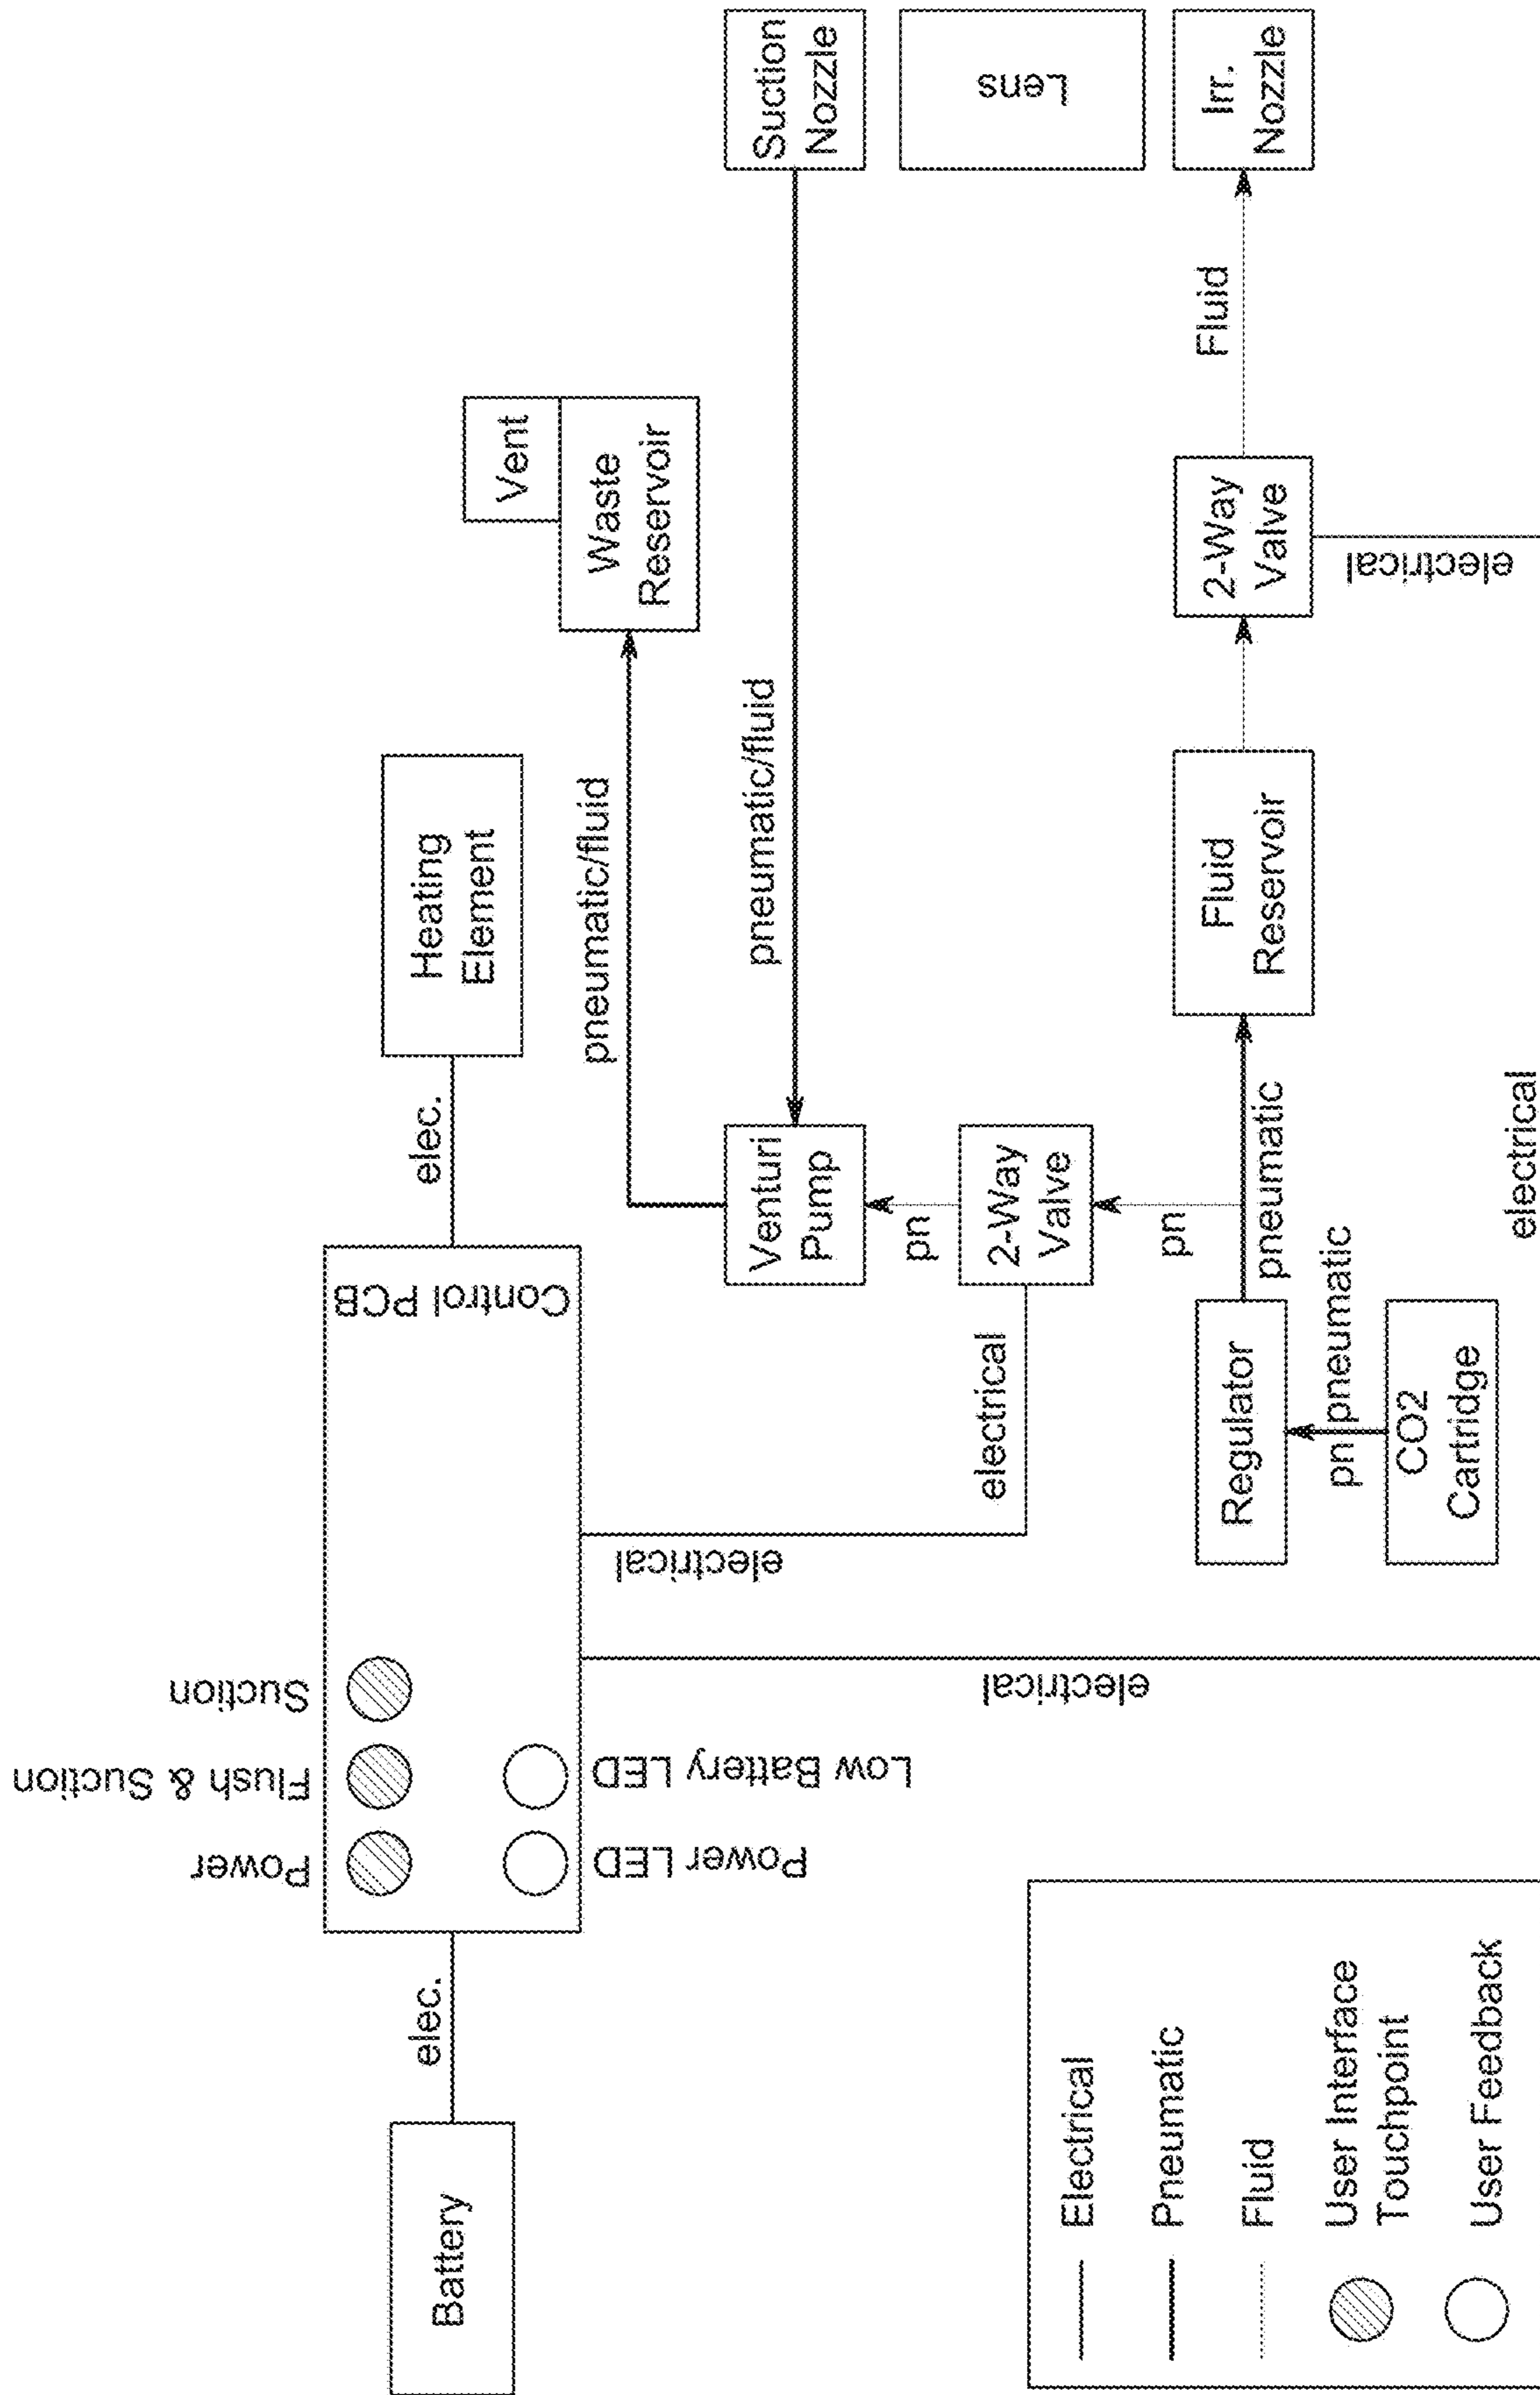 Power
Flush & Suction
Suction
Power LED
Low Battery LED
Control PCB
Battery
elec.
elec.
Heating
Element
electrical
electrical
electrical
Vent
Waste
Reservoir
pneumatic/fluid
pneumatic/fluid
Suction
Nozzle
Venturi
Pump
pn
2-Way
Valve
pn
Lens
Regulator
pneumatic
Fluid
Reservoir
2-Way
Valve
Fluid
Irr.
Nozzle
pn pneumatic
CO2
Cartridge
electrical
electrical
Electrical
Pneumatic
Fluid
User Interface
Touchpoint
User Feedback